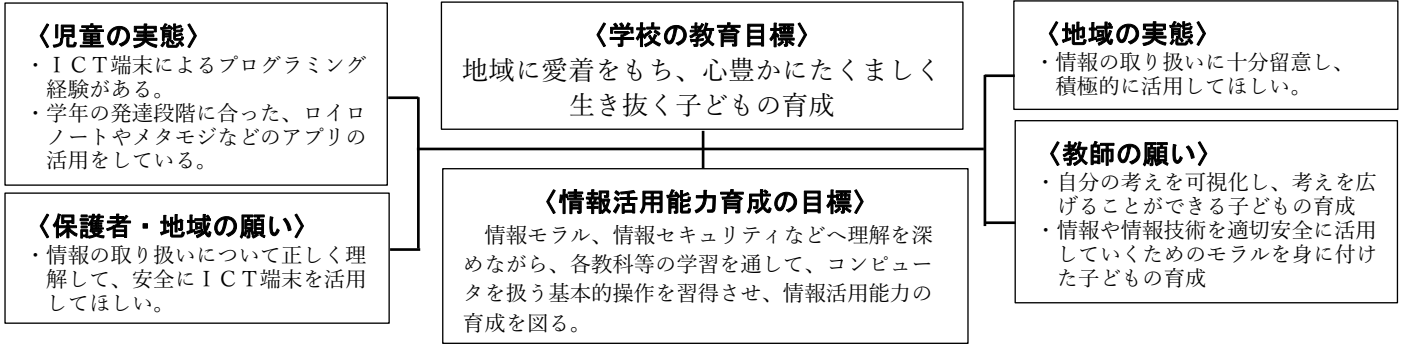 〈児童の実態〉
・ＩＣＴ端末によるプログラミング
経験がある。
・学年の発達段階に合った、ロイロ
ノートやメタモジなどのアプリの
活用をしている。
〈保護者・地域の願い〉
・情報の取り扱いについて正しく理
解して、安全にＩＣＴ端末を活用
してほしい。
〈学校の教育目標〉
地域に愛着をもち、心豊かにたくましく
生き抜く子どもの育成
〈情報活用能力育成の目標〉
情報モラル、情報セキュリティなどへ理解を深
めながら、各教科等の学習を通して、コンピュー
タを扱う基本的操作を習得させ、情報活用能力の
育成を図る。
〈地域の実態〉
・情報の取り扱いに十分留意し、
積極的に活用してほしい。
〈教師の願い〉
・自分の考えを可視化し、考えを広
げることができる子どもの育成
・情報や情報技術を適切安全に活用
していくためのモラルを身に付け
た子どもの育成